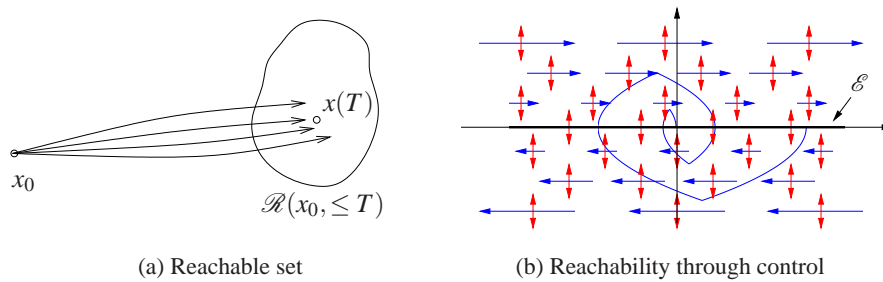 x(T)
x₀
ℛ(x₀, ≤ T)
ℰ
(a) Reachable set
(b) Reachability through control